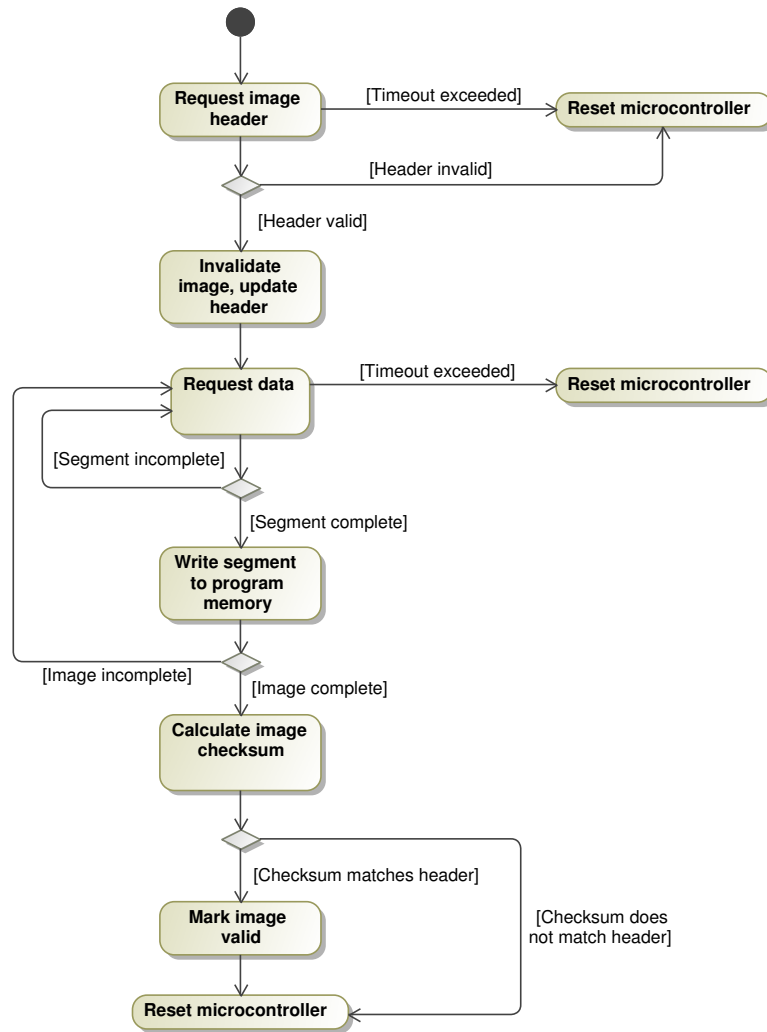 Request image
header
[Timeout exceeded]
Reset microcontroller
[Header invalid]
[Header valid]
Invalidate
image, update
header
Request data
[Timeout exceeded]
Reset microcontroller
[Segment incomplete]
[Segment complete]
Write segment
to program
memory
[Image incomplete]
[Image complete]
Calculate image
checksum
[Checksum matches header]
Mark image
valid
[Checksum does
not match header]
Reset microcontroller